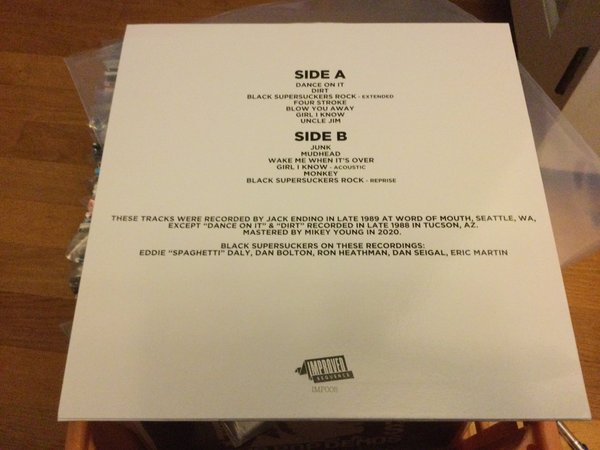 SIDE A
DANCE ON IT
DIRT
BLACK SUPERSUCKERS ROCK - EXTENDED
FOUR STROKE
BLOW YOU AWAY
GIRL I KNOW
UNCLE JIM
SIDE B
JUNK
MUDHEAD
WAKE ME WHEN IT'S OVER
GIRL I KNOW - ACOUSTIC
MONKEY
BLACK SUPERSUCKERS ROCK - REPRISE
THESE TRACKS WERE RECORDED BY JACK ENDINO IN LATE 1989 AT WORD OF MOUTH, SEATTLE, WA,
EXCEPT "DANCE ON IT" & "DIRT" RECORDED IN LATE 1988 IN TUCSON, AZ.
MASTERED BY MIKEY YOUNG IN 2020.
BLACK SUPERSUCKERS ON THESE RECORDINGS:
EDDIE "SPAGHETTI" DALY, DAN BOLTON, RON HEATHMAN, DAN SEIGAL, ERIC MARTIN
IMPROVED
SEQUENCE
IMP008